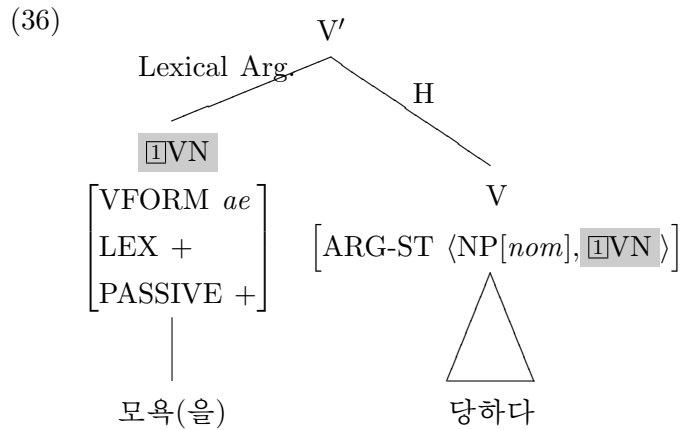 (36)
V′
Lexical Arg.
H
1VN
VFORM ae
LEX +
PASSIVE +
V
[ARG-ST ⟨NP[nom], 1VN ⟩]
모욕(을)
당하다